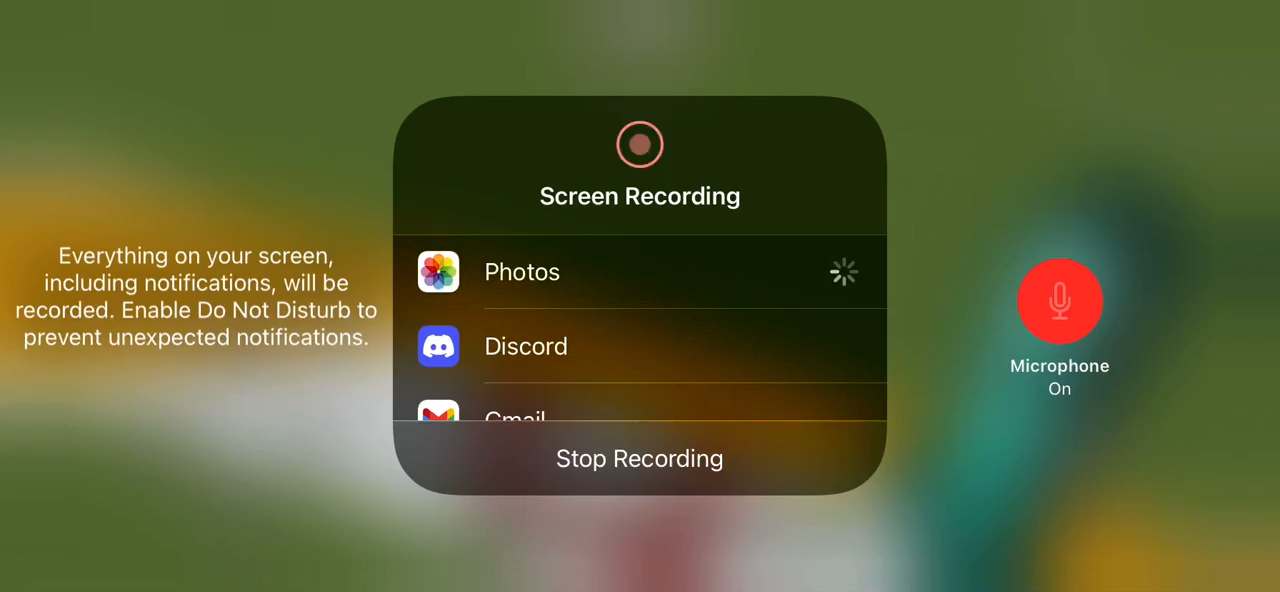 Screen Recording
Everything on your screen,
including notifications, will be
recorded. Enable Do Not Disturb to
prevent unexpected notifications.
Photos
Discord
Gmail
Stop Recording
Microphone
On